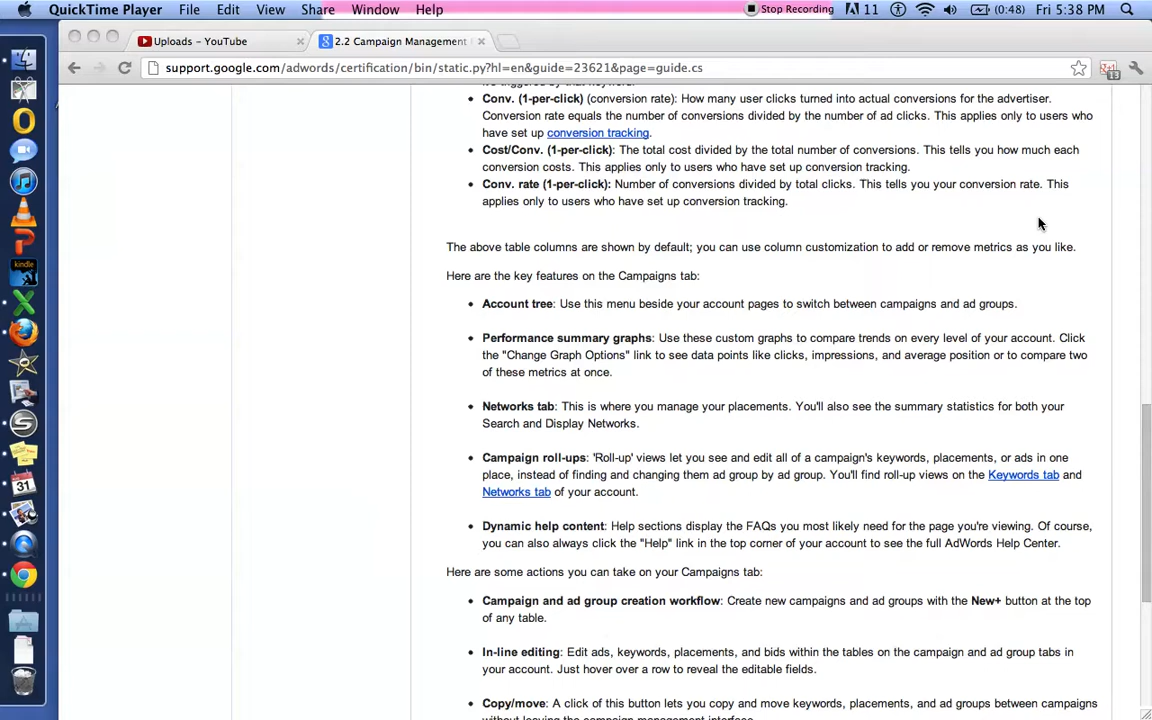 QuickTime Player File Edit View Share Window Help Stop Recording 11 (0:48) Fri 5:38 PM
Uploads – YouTube 2.2 Campaign Management
support.google.com/adwords/certification/bin/static.py?hl=en&guide=23621&page=guide.cs
13
Conv. (1-per-click) (conversion rate): How many user clicks turned into actual conversions for the advertiser.
Conversion rate equals the number of conversions divided by the number of ad clicks. This applies only to users who
have set up conversion tracking.
Cost/Conv. (1-per-click): The total cost divided by the total number of conversions. This tells you how much each
conversion costs. This applies only to users who have set up conversion tracking.
Conv. rate (1-per-click): Number of conversions divided by total clicks. This tells you your conversion rate. This
applies only to users who have set up conversion tracking.
The above table columns are shown by default; you can use column customization to add or remove metrics as you like.
Here are the key features on the Campaigns tab:
Account tree: Use this menu beside your account pages to switch between campaigns and ad groups.
Performance summary graphs: Use these custom graphs to compare trends on every level of your account. Click
the "Change Graph Options" link to see data points like clicks, impressions, and average position or to compare two
of these metrics at once.
Networks tab: This is where you manage your placements. You'll also see the summary statistics for both your
Search and Display Networks.
Campaign roll-ups: 'Roll-up' views let you see and edit all of a campaign's keywords, placements, or ads in one
place, instead of finding and changing them ad group by ad group. You'll find roll-up views on the Keywords tab and
Networks tab of your account.
Dynamic help content: Help sections display the FAQs you most likely need for the page you're viewing. Of course,
you can also always click the "Help" link in the top corner of your account to see the full AdWords Help Center.
Here are some actions you can take on your Campaigns tab:
Campaign and ad group creation workflow: Create new campaigns and ad groups with the New+ button at the top
of any table.
In-line editing: Edit ads, keywords, placements, and bids within the tables on the campaign and ad group tabs in
your account. Just hover over a row to reveal the editable fields.
Copy/move: A click of this button lets you copy and move keywords, placements, and ad groups between campaigns
without leaving the campaign management interface.
kindle
31